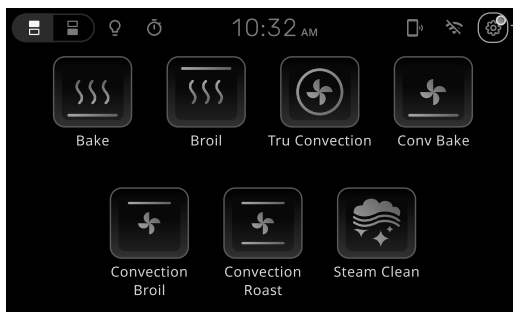 10:32 AM
Bake
Broil
Tru Convection
Conv Bake
Convection
Broil
Convection
Roast
Steam Clean